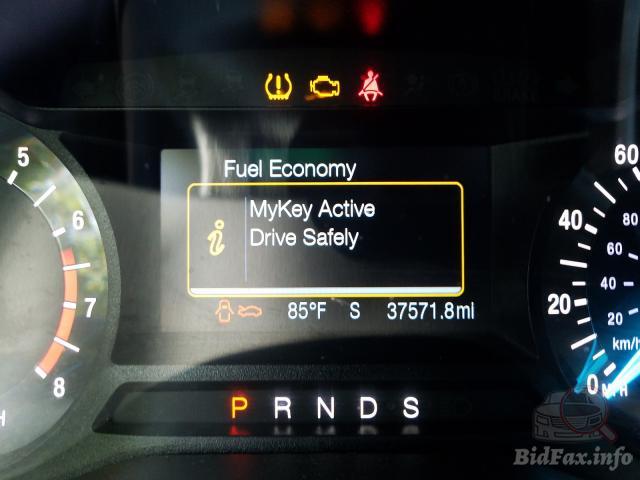 Fuel Economy
MyKey Active
Drive Safely
85°F S 37571.8mi
P R N D S
5
6
7
8
H
60
40
20
0 MPH
80
60
40
20
km/h
BidFax.info